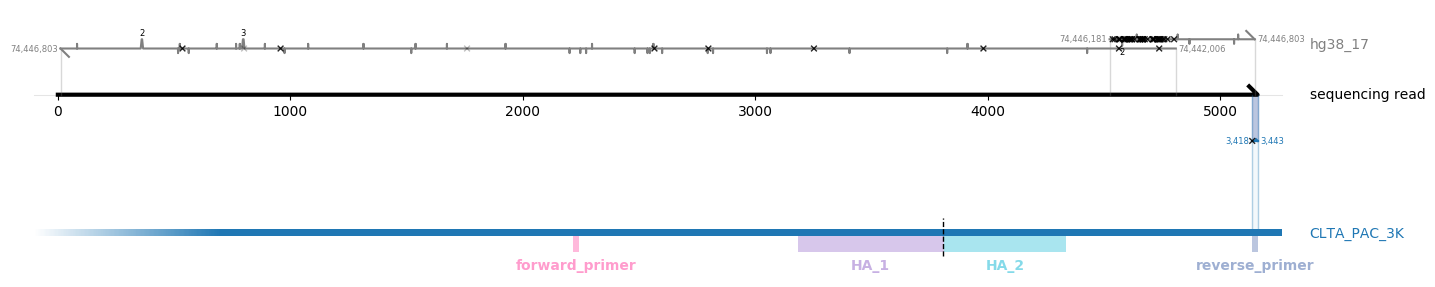 2 3
74,446,803 74,446,181 74,446,803 hg38_17
2 74,442,006
sequencing read
0 1000 2000 3000 4000 5000
3,418 3,443
CLTA_PAC_3K
forward_primer HA_1 HA_2 reverse_primer